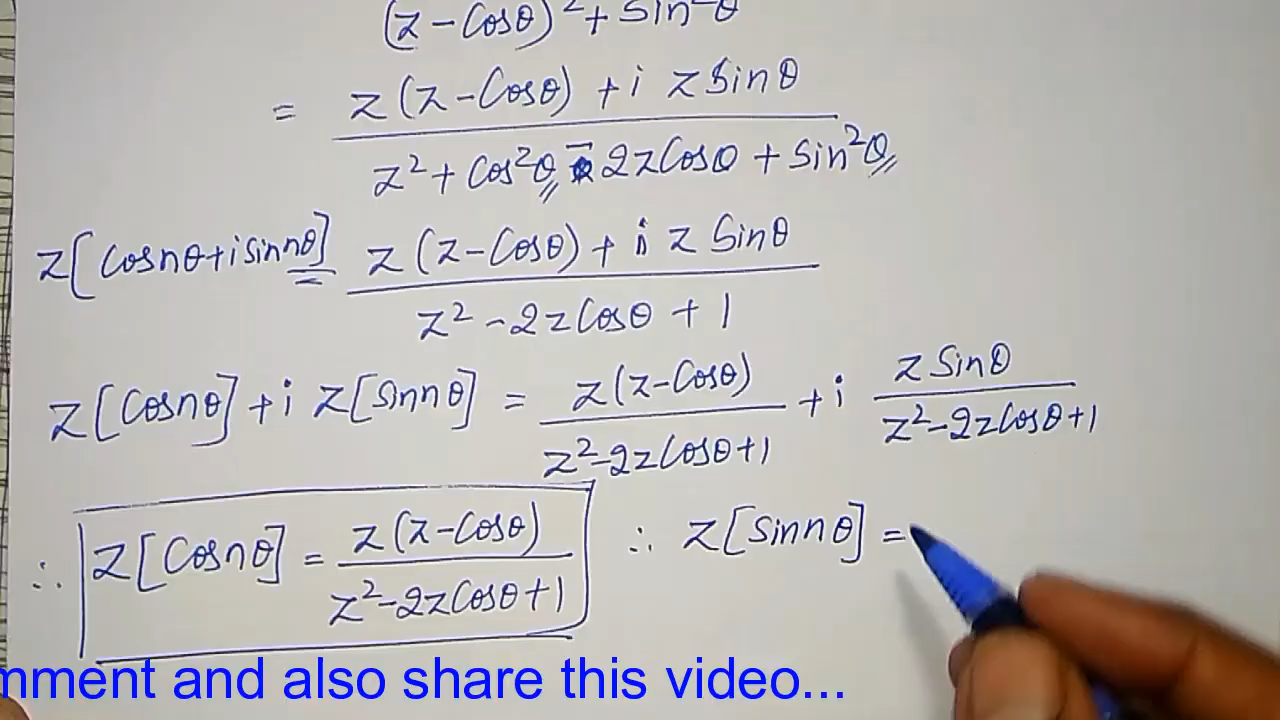 (z - Cosθ)² + Sin²θ
= z(z - Cosθ) + i z Sinθ
z² + Cos²θ - 2z Cosθ + Sin²θ
z[Cosnθ + i sinnθ] = z(z - Cosθ) + i z Sinθ
z² - 2z Cosθ + 1
z[Cosnθ] + i z[Sinnθ] = z(z - Cosθ) + i z Sinθ
z² - 2z Cosθ + 1 z² - 2z Cosθ + 1
∴ z[Cosnθ] = z(z - Cosθ) ∴ z[Sinnθ] =
z² - 2z Cosθ + 1
and also share this video...